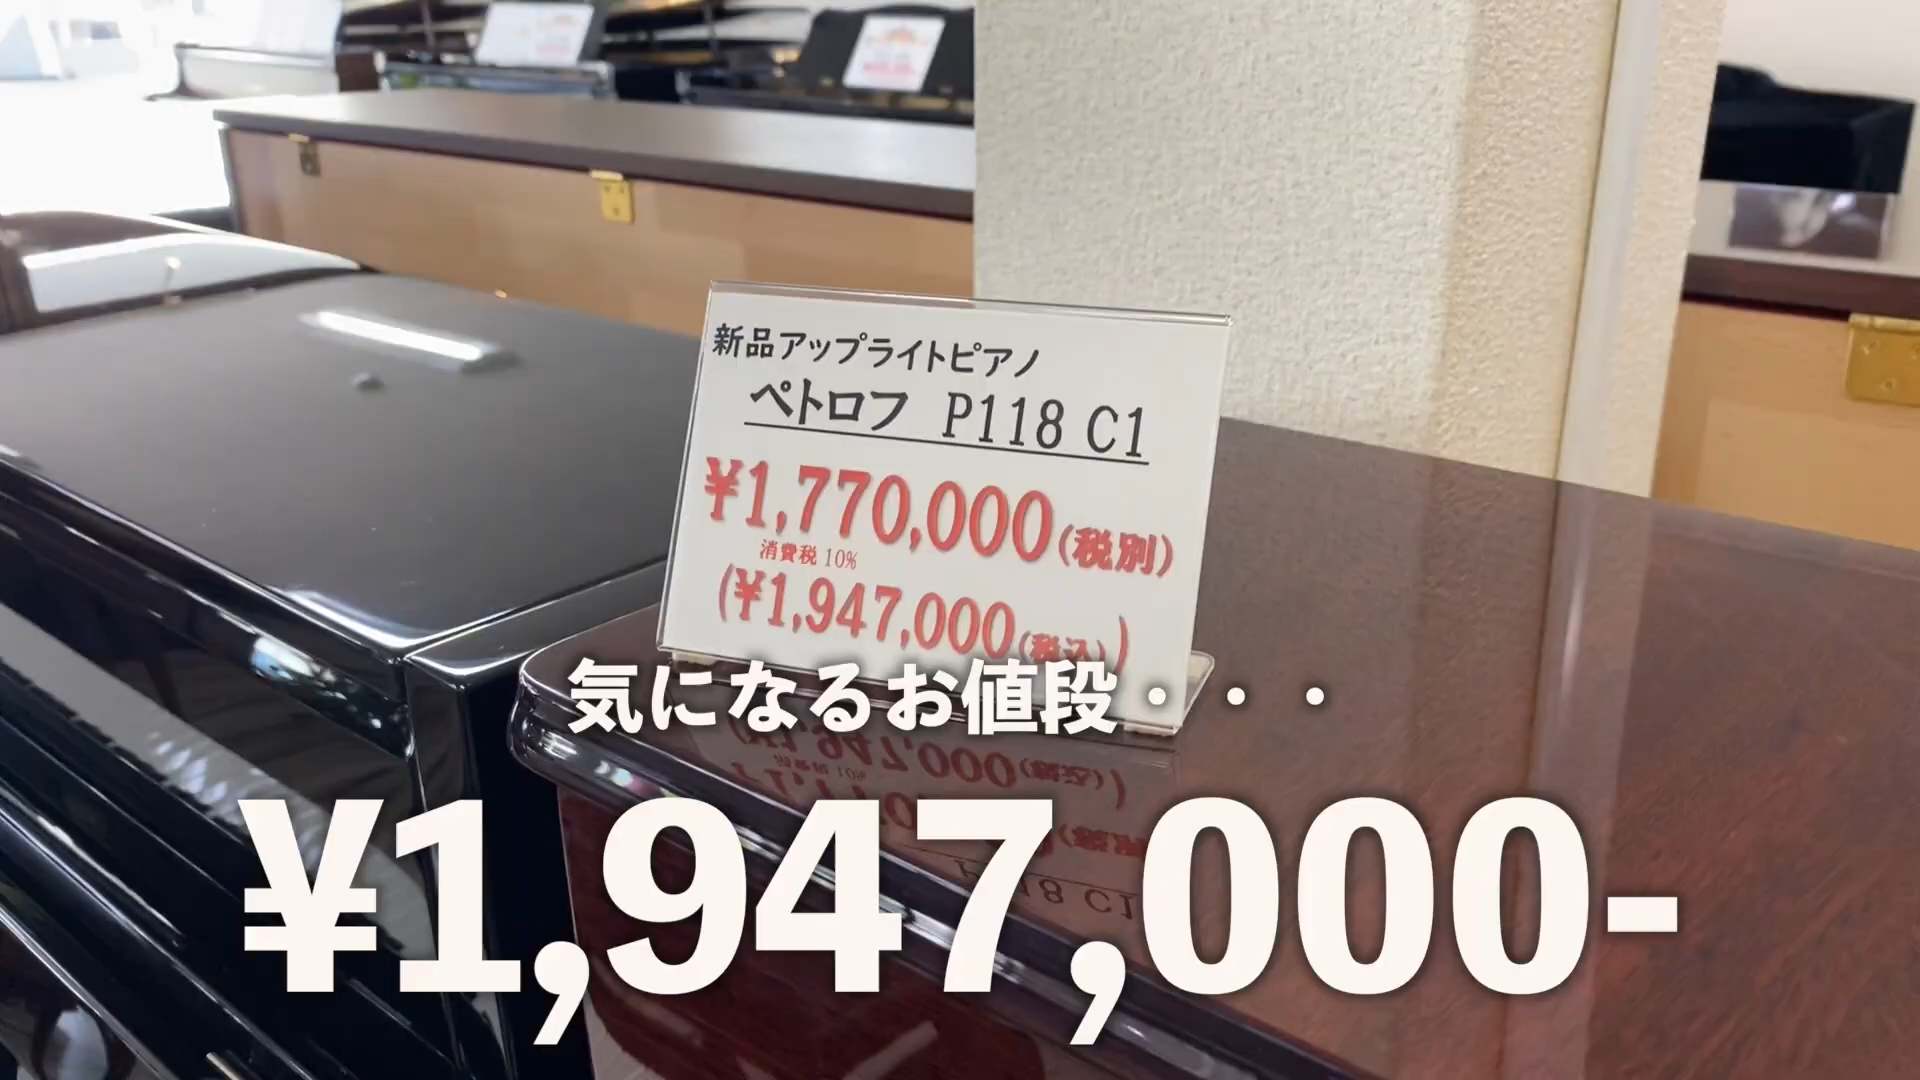 新品アップライトピアノ
ペトロフ P118 C1
¥1,770,000(税別)
消費税10%
(¥1,947,000(税込))
気になるお値段・・・
¥1,947,000-